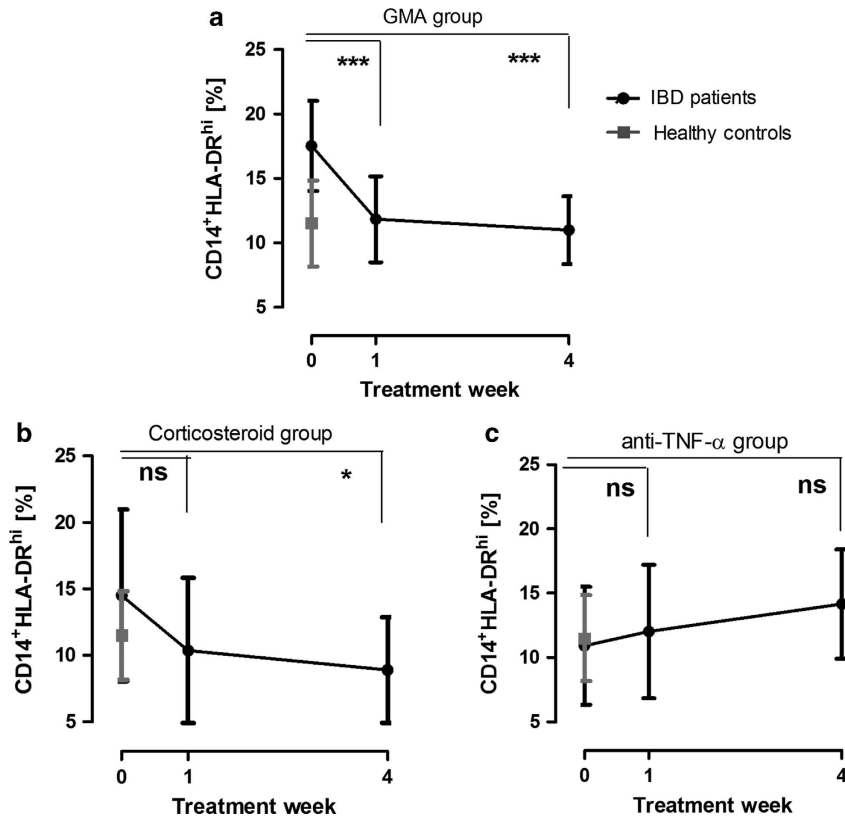 a
GMA group
25
20
15
10
5
CD14+HLA-DRhi [%]
***
***
IBD patients
Healthy controls
0
1
4
Treatment week
b
Corticosteroid group
25
20
15
10
5
CD14+HLA-DRhi [%]
ns
*
0
1
4
Treatment week
c
anti-TNF-α group
25
20
15
10
5
CD14+HLA-DRhi [%]
ns
ns
0
1
4
Treatment week